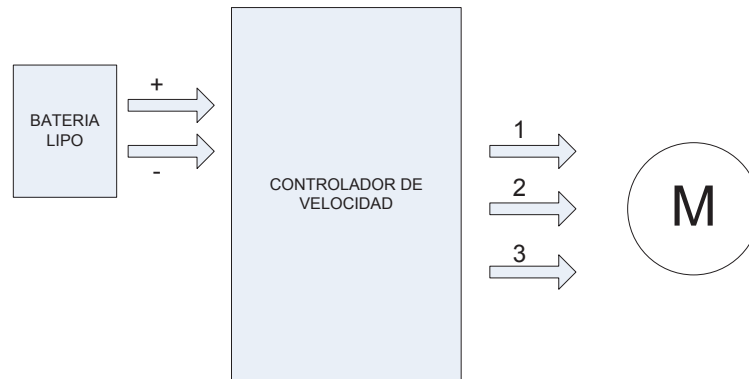 BATERIA
LIPO
+
-
CONTROLADOR DE
VELOCIDAD
1
2
3
M